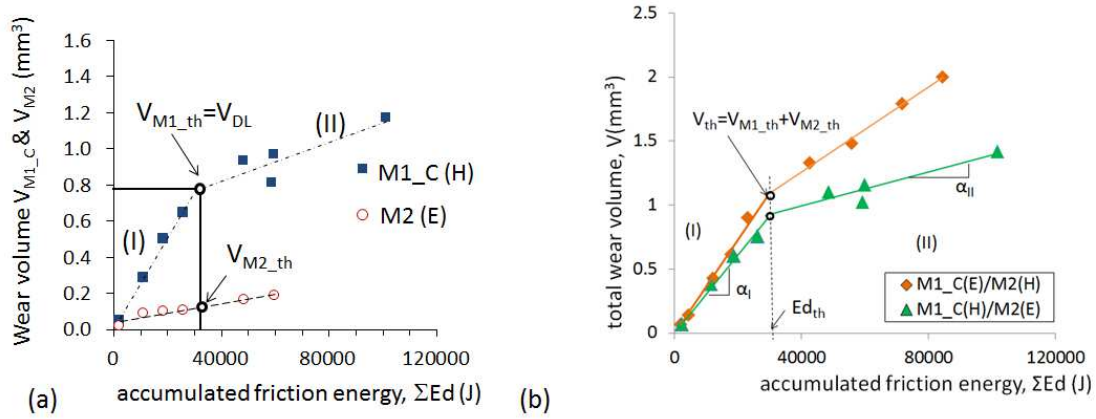 (a)
Wear volume V_M1_C & V_M2 (mm³)
1.6
1.4
1.2
1.0
0.8
0.6
0.4
0.2
0.0
V_M1_th=V_DL
(I)
(II)
M1_C (H)
M2 (E)
V_M2_th
0
40000
80000
120000
accumulated friction energy, ΣEd (J)
(b)
total wear volume, V(mm³)
2.5
2
1.5
1
0.5
0
V_th=V_M1_th+V_M2_th
(I)
α_I
α_II
(II)
Ed_th
M1_C(E)/M2(H)
M1_C(H)/M2(E)
0
40000
80000
120000
accumulated friction energy, ΣEd (J)